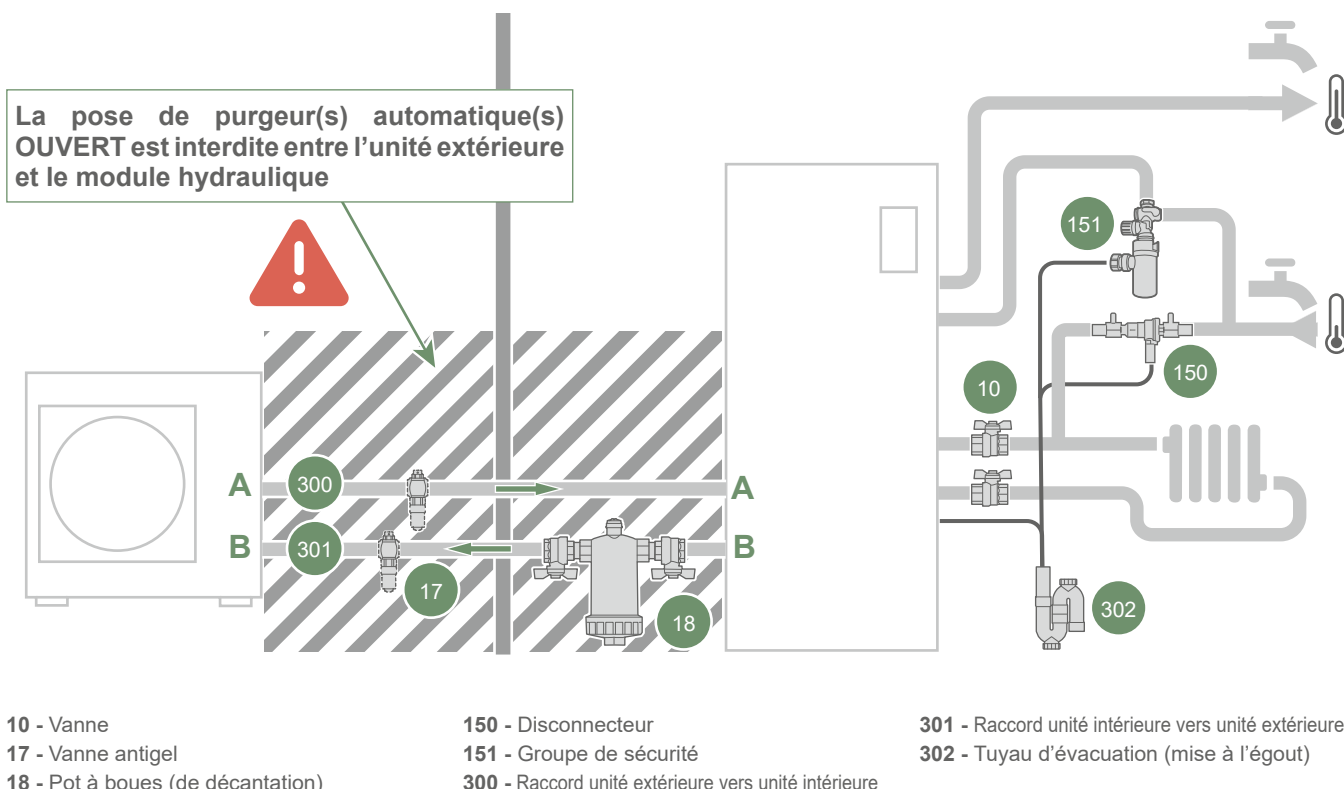 La pose de purgeur(s) automatique(s)
OUVERT est interdite entre l’unité extérieure
et le module hydraulique
151
10
150
A
300
A
B
301
B
17
18
302
10 - Vanne
17 - Vanne antigel
18 - Pot à boues (de décantation)
150 - Disconnecteur
151 - Groupe de sécurité
300 - Raccord unité extérieure vers unité intérieure
301 - Raccord unité intérieure vers unité extérieure
302 - Tuyau d’évacuation (mise à l’égout)